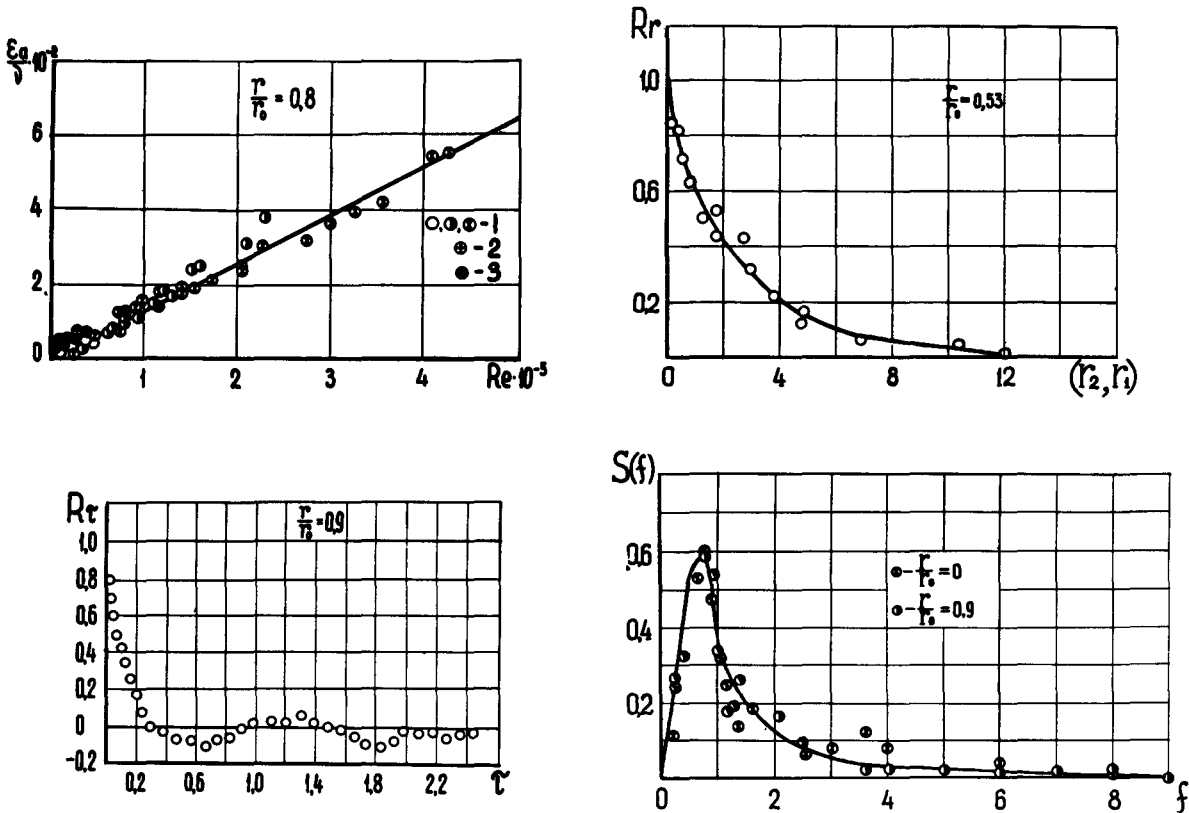 εa/ν 10⁻²
r/r₀ = 0,8
6
4
2
0
1 2 3 4 Re·10⁻⁵
-1
-2
-3
Rr
1,0
r/r₀ = 0,53
0,6
0,2
0 4 8 12 (r₂, r₁)
Rτ
r/r₀ = 0,9
1,0
0,8
0,6
0,4
0,2
0
-0,2
0,2 0,6 1,0 1,4 1,8 2,2 τ
S(f)
0,6
- r/r₀ = 0
- r/r₀ = 0.9
0,4
0,2
0 2 4 6 8 f